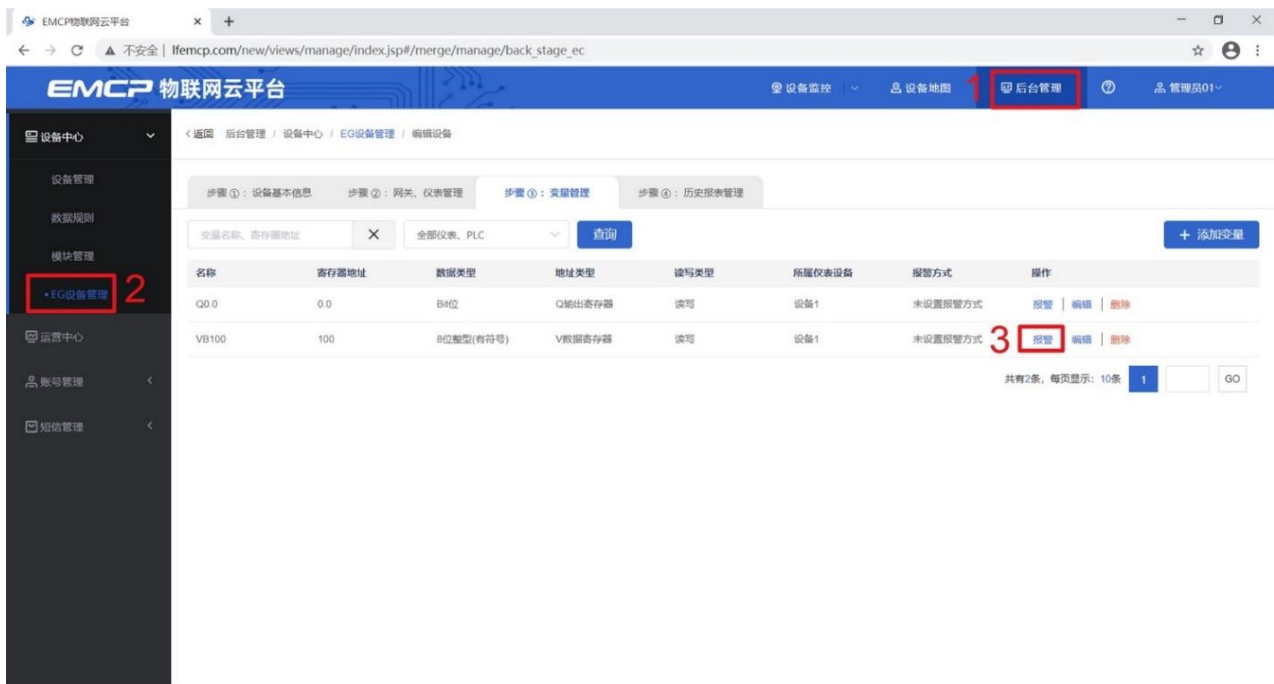 EMCP物联网云平台
不安全 | lfemcp.com/new/views/manage/index.jsp#/merge/manage/back_stage_ec
EMCP 物联网云平台 设备监控 设备地图 1 后台管理 管理员01
设备中心 <返回 后台管理 / 设备中心 / EG设备管理 / 编辑设备
设备管理
数据规则
模块管理
•EG设备管理 2
运营中心
账号管理
短信管理
步骤①：设备基本信息 步骤②：网关、仪表管理 步骤③：变量管理 步骤④：历史报表管理
变量名称、寄存器地址 全部仪表、PLC 查询 + 添加变量
名称 寄存器地址 数据类型 地址类型 读写类型 所属仪表设备 报警方式 操作
Q0.0 0.0 Bit位 Q输出寄存器 读写 设备1 未设置报警方式 报警 | 编辑 | 删除
VB100 100 8位整型(有符号) V数据寄存器 读写 设备1 未设置报警方式 3 报警 编辑 | 删除
共有2条，每页显示：10条 1 GO